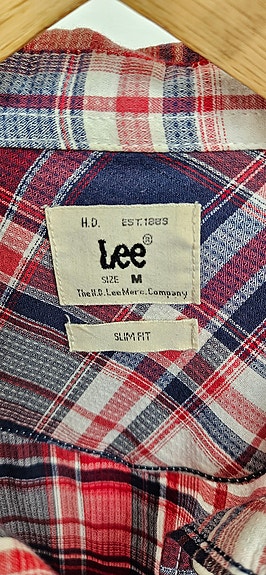 H.D. EST.1889
Lee®
SIZE M
The H.D. Lee Merc. Company
SLIM FIT